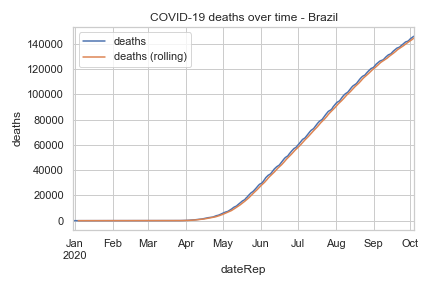 COVID-19 deaths over time - Brazil
deaths
deaths (rolling)
deaths
140000
120000
100000
80000
60000
40000
20000
0
Jan Feb Mar Apr May Jun Jul Aug Sep Oct
2020
dateRep